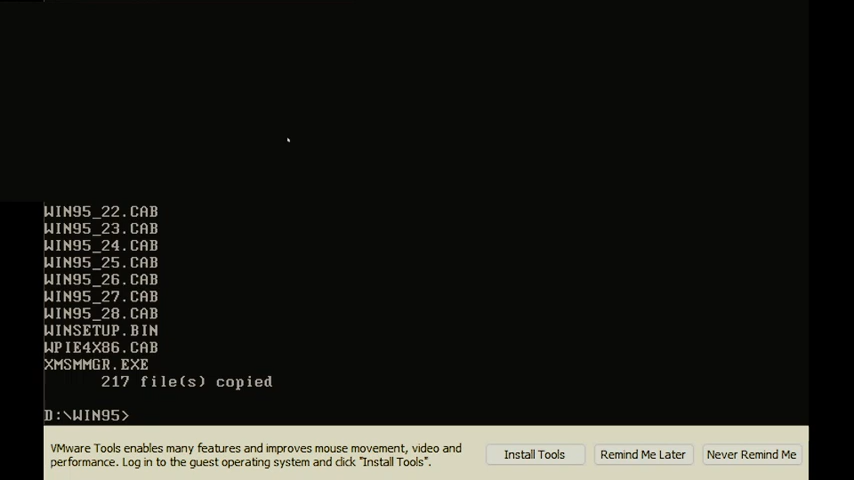 WIN95_22.CAB
WIN95_23.CAB
WIN95_24.CAB
WIN95_25.CAB
WIN95_26.CAB
WIN95_27.CAB
WIN95_28.CAB
WINSETUP.BIN
WPIE4X86.CAB
XMSMMGR.EXE
217 file(s) copied
D:\WIN95>
VMware Tools enables many features and improves mouse movement, video and
performance. Log in to the guest operating system and click "Install Tools".
Install Tools
Remind Me Later
Never Remind Me